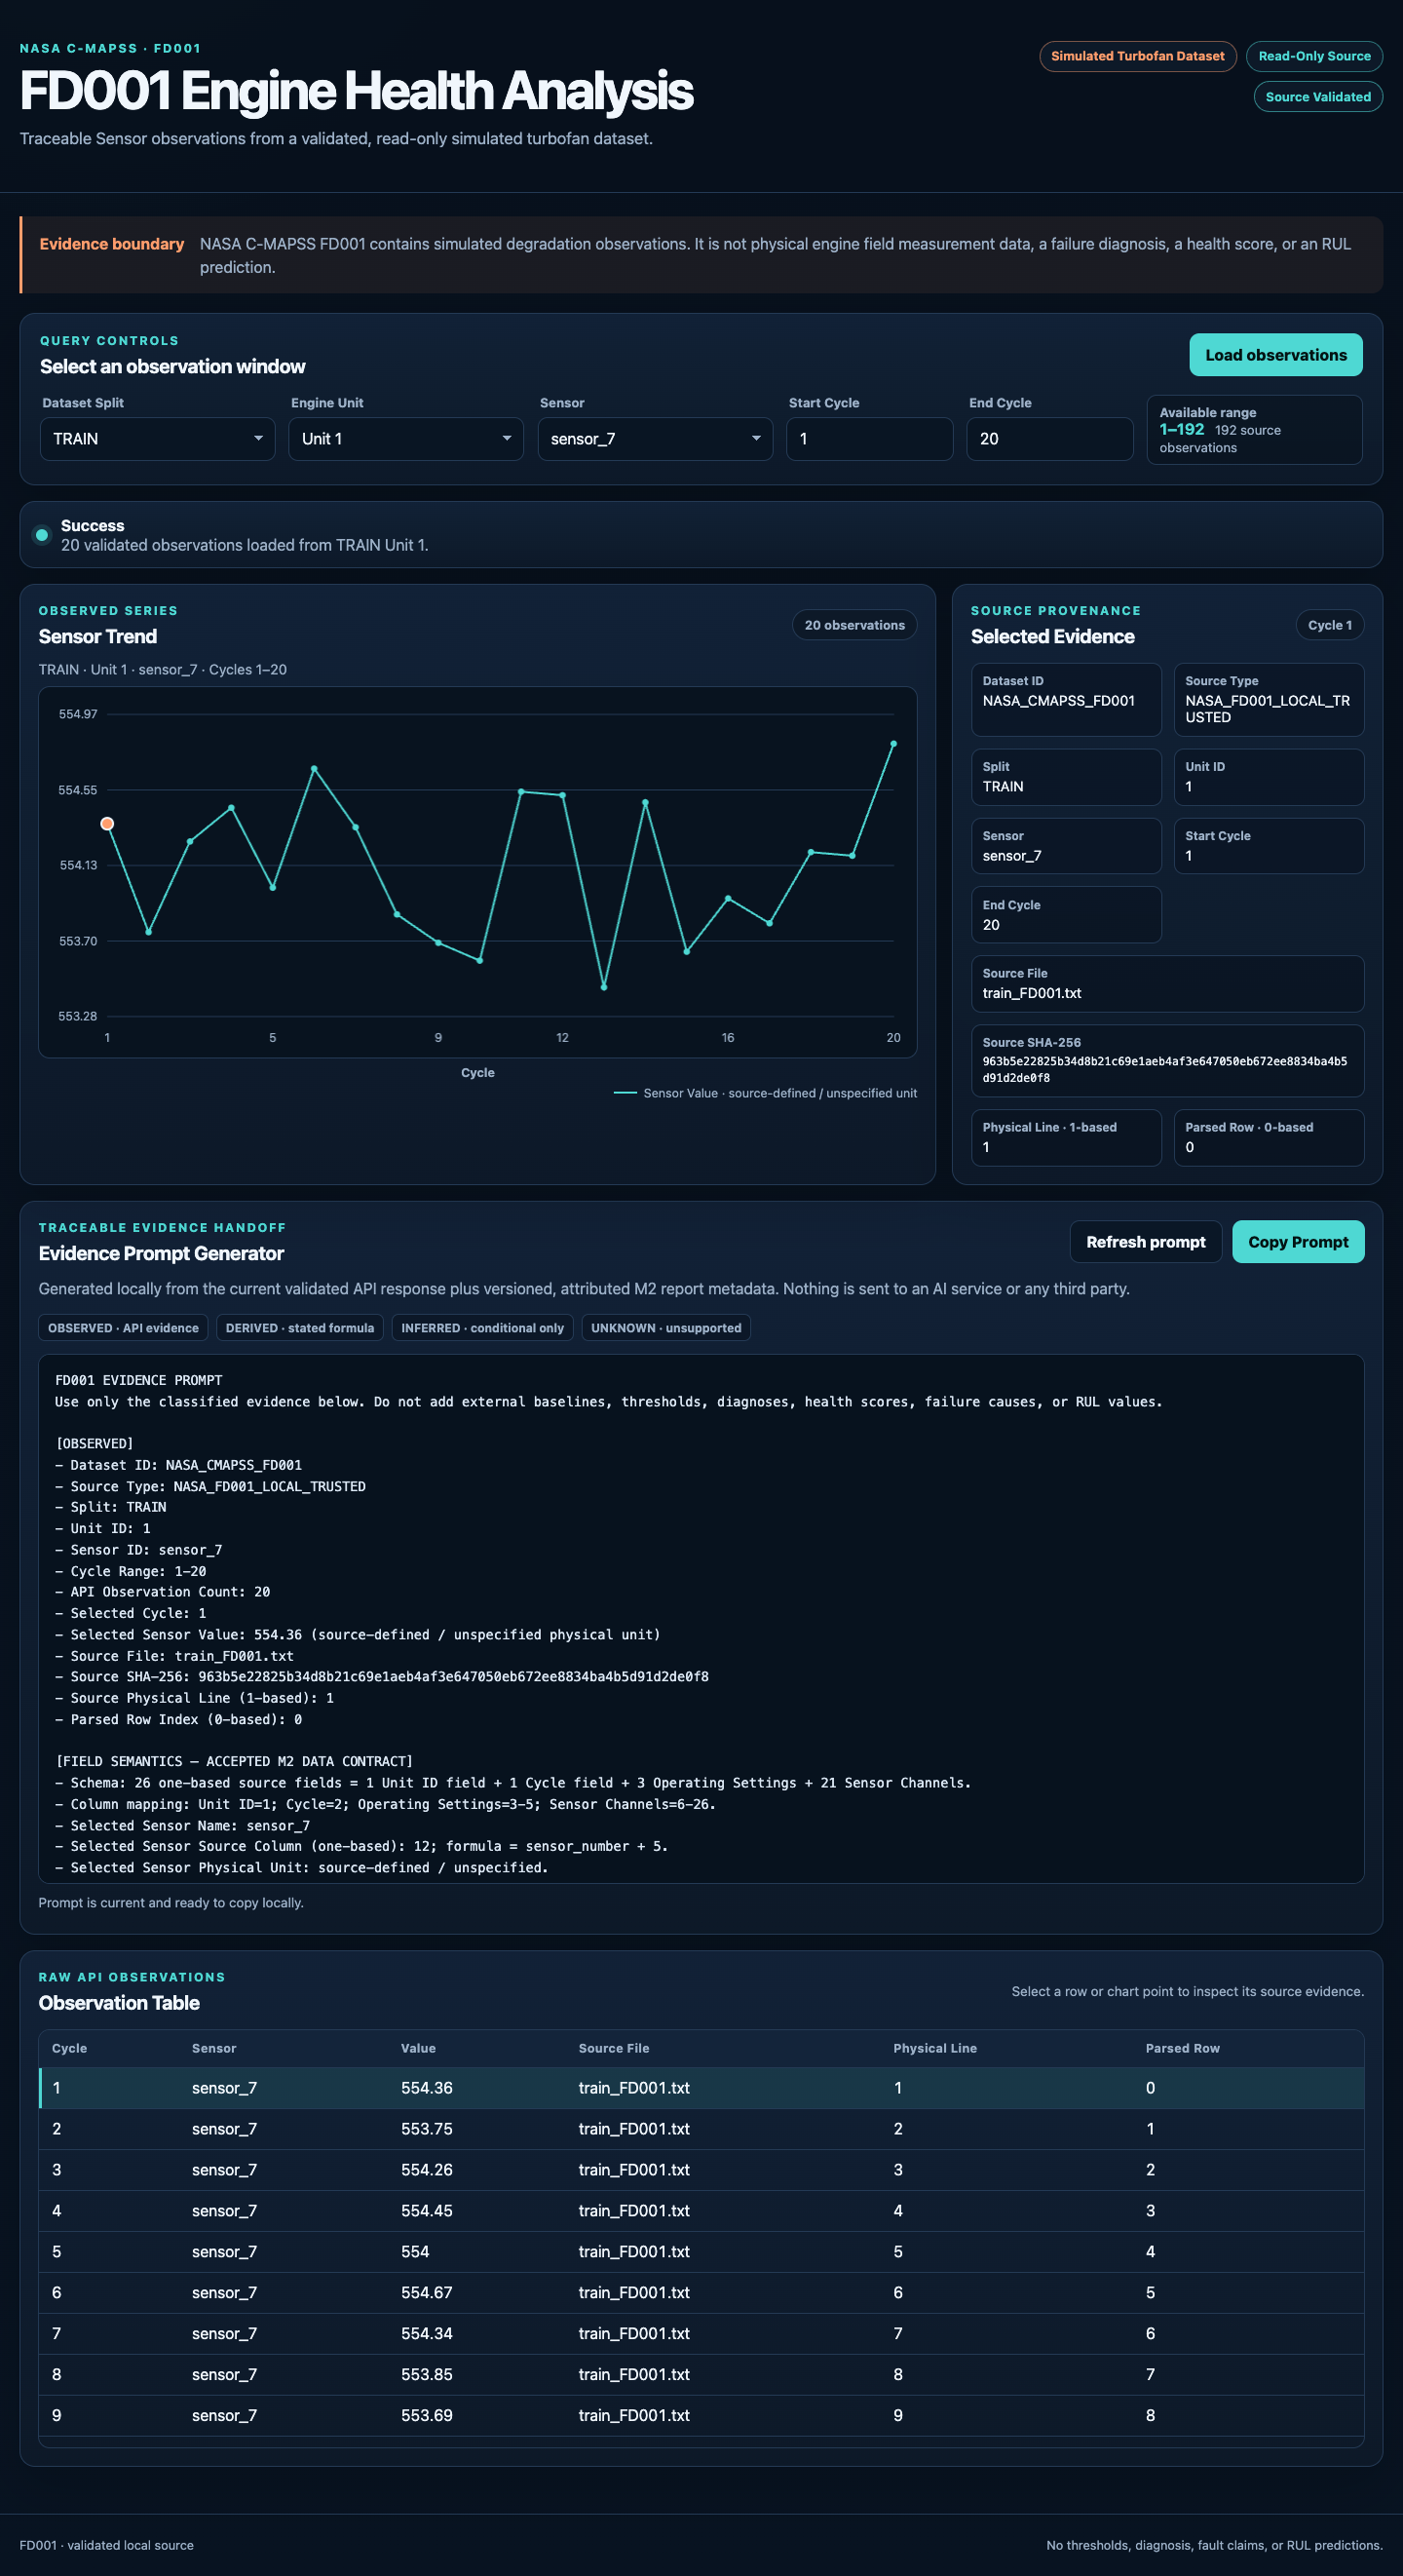 NASA C-MAPSS · FD001
FD001 Engine Health Analysis
Traceable Sensor observations from a validated, read-only simulated turbofan dataset.
Simulated Turbofan Dataset
Read-Only Source
Source Validated
Evidence boundary
NASA C-MAPSS FD001 contains simulated degradation observations. It is not physical engine field measurement data, a failure diagnosis, a health score, or an RUL
prediction.
QUERY CONTROLS
Select an observation window
Load observations
Dataset Split
Engine Unit
Sensor
Start Cycle
End Cycle
TRAIN
Unit 1
sensor_7
1
20
Available range
1–192 192 source
observations
Success
20 validated observations loaded from TRAIN Unit 1.
OBSERVED SERIES
Sensor Trend
20 observations
TRAIN · Unit 1 · sensor_7 · Cycles 1–20
554.97
554.55
554.13
553.70
553.28
1 5 9 12 16 20
Cycle
Sensor Value · source-defined / unspecified unit
SOURCE PROVENANCE
Selected Evidence
Cycle 1
Dataset ID
NASA_CMAPSS_FD001
Source Type
NASA_FD001_LOCAL_TR
USTED
Split
TRAIN
Unit ID
1
Sensor
sensor_7
Start Cycle
1
End Cycle
20
Source File
train_FD001.txt
Source SHA-256
963b5e22825b34d8b21c69e1aeb4af3e647050eb672ee8834ba4b5
d91d2de0f8
Physical Line · 1-based
1
Parsed Row · 0-based
0
TRACEABLE EVIDENCE HANDOFF
Evidence Prompt Generator
Refresh prompt
Copy Prompt
Generated locally from the current validated API response plus versioned, attributed M2 report metadata. Nothing is sent to an AI service or any third party.
OBSERVED · API evidence
DERIVED · stated formula
INFERRED · conditional only
UNKNOWN · unsupported
FD001 EVIDENCE PROMPT
Use only the classified evidence below. Do not add external baselines, thresholds, diagnoses, health scores, failure causes, or RUL values.
[OBSERVED]
– Dataset ID: NASA_CMAPSS_FD001
– Source Type: NASA_FD001_LOCAL_TRUSTED
– Split: TRAIN
– Unit ID: 1
– Sensor ID: sensor_7
– Cycle Range: 1–20
– API Observation Count: 20
– Selected Cycle: 1
– Selected Sensor Value: 554.36 (source-defined / unspecified physical unit)
– Source File: train_FD001.txt
– Source SHA-256: 963b5e22825b34d8b21c69e1aeb4af3e647050eb672ee8834ba4b5d91d2de0f8
– Source Physical Line (1-based): 1
– Parsed Row Index (0-based): 0
[FIELD SEMANTICS — ACCEPTED M2 DATA CONTRACT]
– Schema: 26 one-based source fields = 1 Unit ID field + 1 Cycle field + 3 Operating Settings + 21 Sensor Channels.
– Column mapping: Unit ID=1; Cycle=2; Operating Settings=3–5; Sensor Channels=6–26.
– Selected Sensor Name: sensor_7
– Selected Sensor Source Column (one-based): 12; formula = sensor_number + 5.
– Selected Sensor Physical Unit: source-defined / unspecified.
Prompt is current and ready to copy locally.
RAW API OBSERVATIONS
Observation Table
Select a row or chart point to inspect its source evidence.
Cycle Sensor Value Source File Physical Line Parsed Row
1 sensor_7 554.36 train_FD001.txt 1 0
2 sensor_7 553.75 train_FD001.txt 2 1
3 sensor_7 554.26 train_FD001.txt 3 2
4 sensor_7 554.45 train_FD001.txt 4 3
5 sensor_7 554 train_FD001.txt 5 4
6 sensor_7 554.67 train_FD001.txt 6 5
7 sensor_7 554.34 train_FD001.txt 7 6
8 sensor_7 553.85 train_FD001.txt 8 7
9 sensor_7 553.69 train_FD001.txt 9 8
FD001 · validated local source
No thresholds, diagnosis, fault claims, or RUL predictions.